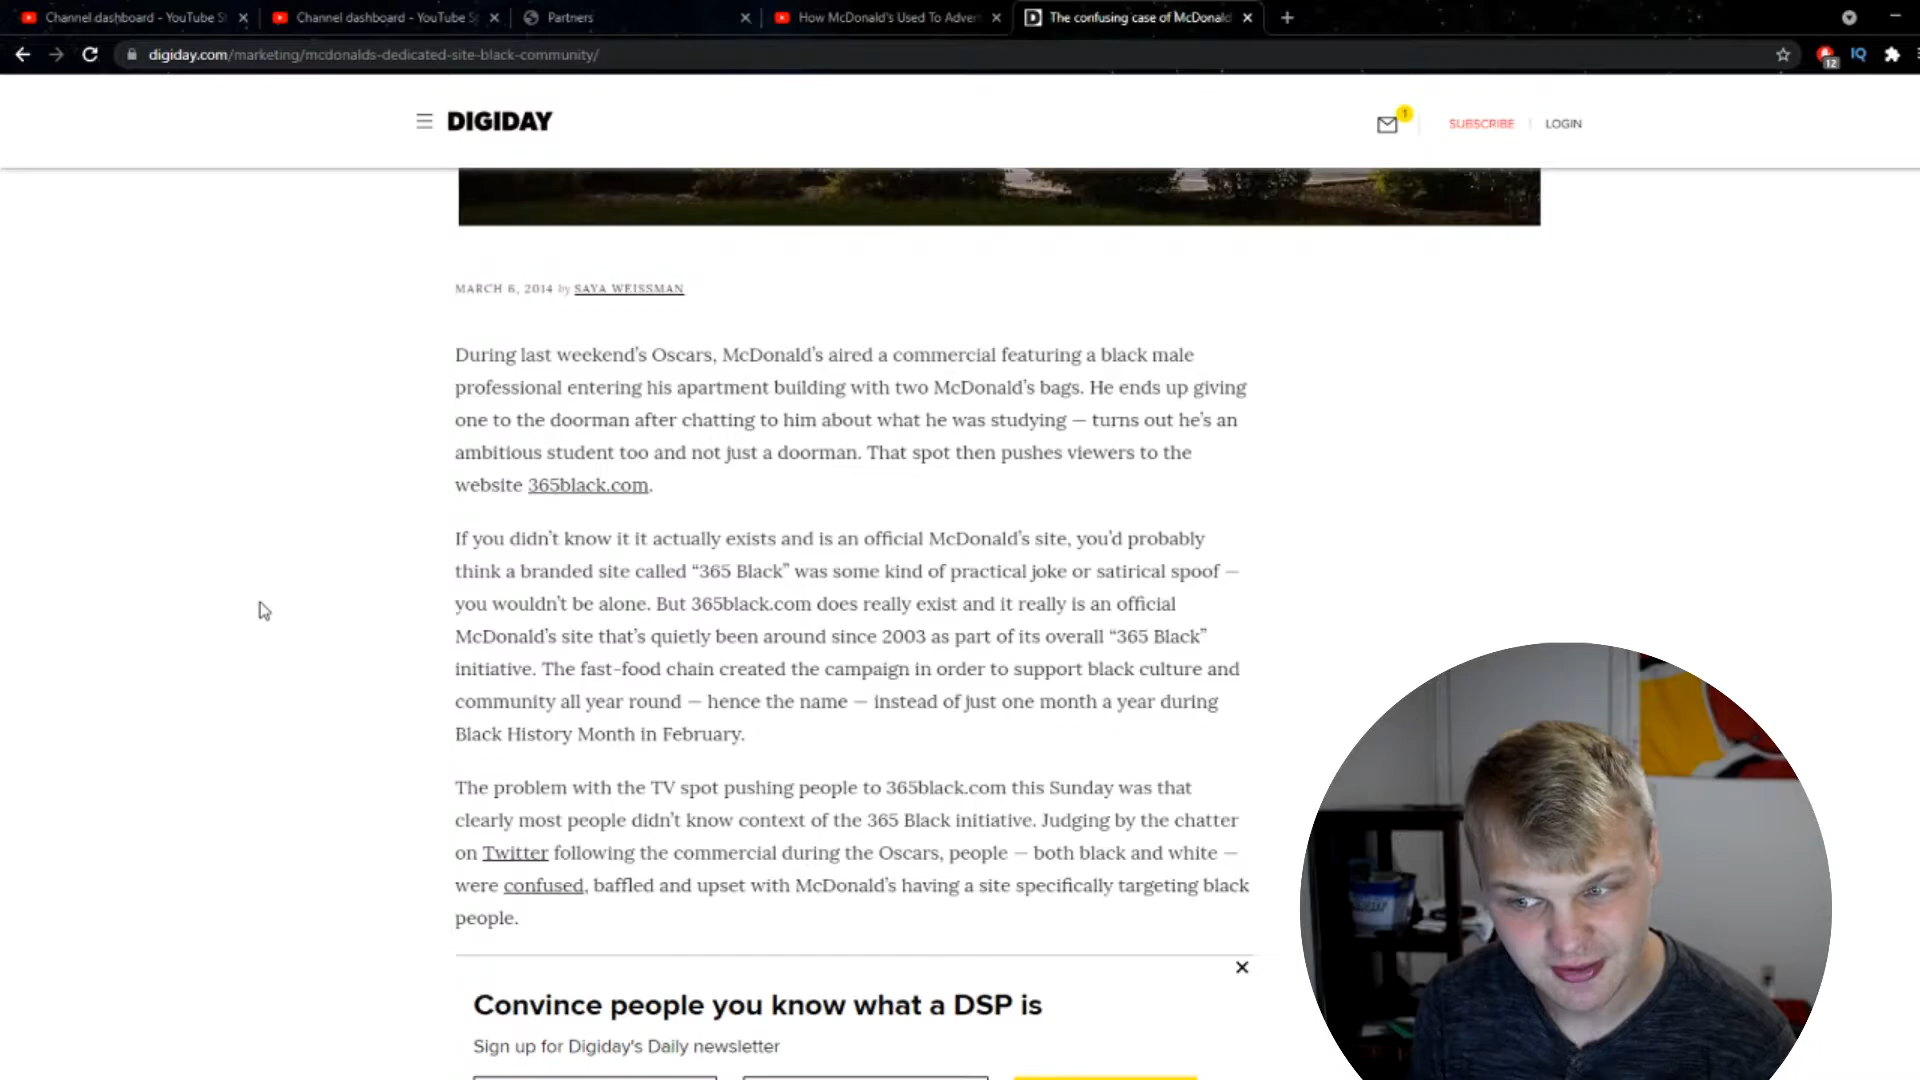 Channel dashboard - YouTube S
Channel dashboard - YouTube S
Partners
How McDonald's Used To Adver
The confusing case of McDonald
digiday.com/marketing/mcdonalds-dedicated-site-black-community/
12
IQ
DIGIDAY
1
SUBSCRIBE
LOGIN
MARCH 6, 2014 by SAYA WEISSMAN
During last weekend's Oscars, McDonald's aired a commercial featuring a black male
professional entering his apartment building with two McDonald's bags. He ends up giving
one to the doorman after chatting to him about what he was studying — turns out he's an
ambitious student too and not just a doorman. That spot then pushes viewers to the
website 365black.com.
If you didn't know it it actually exists and is an official McDonald's site, you'd probably
think a branded site called “365 Black” was some kind of practical joke or satirical spoof —
you wouldn't be alone. But 365black.com does really exist and it really is an official
McDonald's site that's quietly been around since 2003 as part of its overall “365 Black”
initiative. The fast-food chain created the campaign in order to support black culture and
community all year round — hence the name — instead of just one month a year during
Black History Month in February.
The problem with the TV spot pushing people to 365black.com this Sunday was that
clearly most people didn't know context of the 365 Black initiative. Judging by the chatter
on Twitter following the commercial during the Oscars, people — both black and white —
were confused, baffled and upset with McDonald's having a site specifically targeting black
people.
Convince people you know what a DSP is
Sign up for Digiday's Daily newsletter